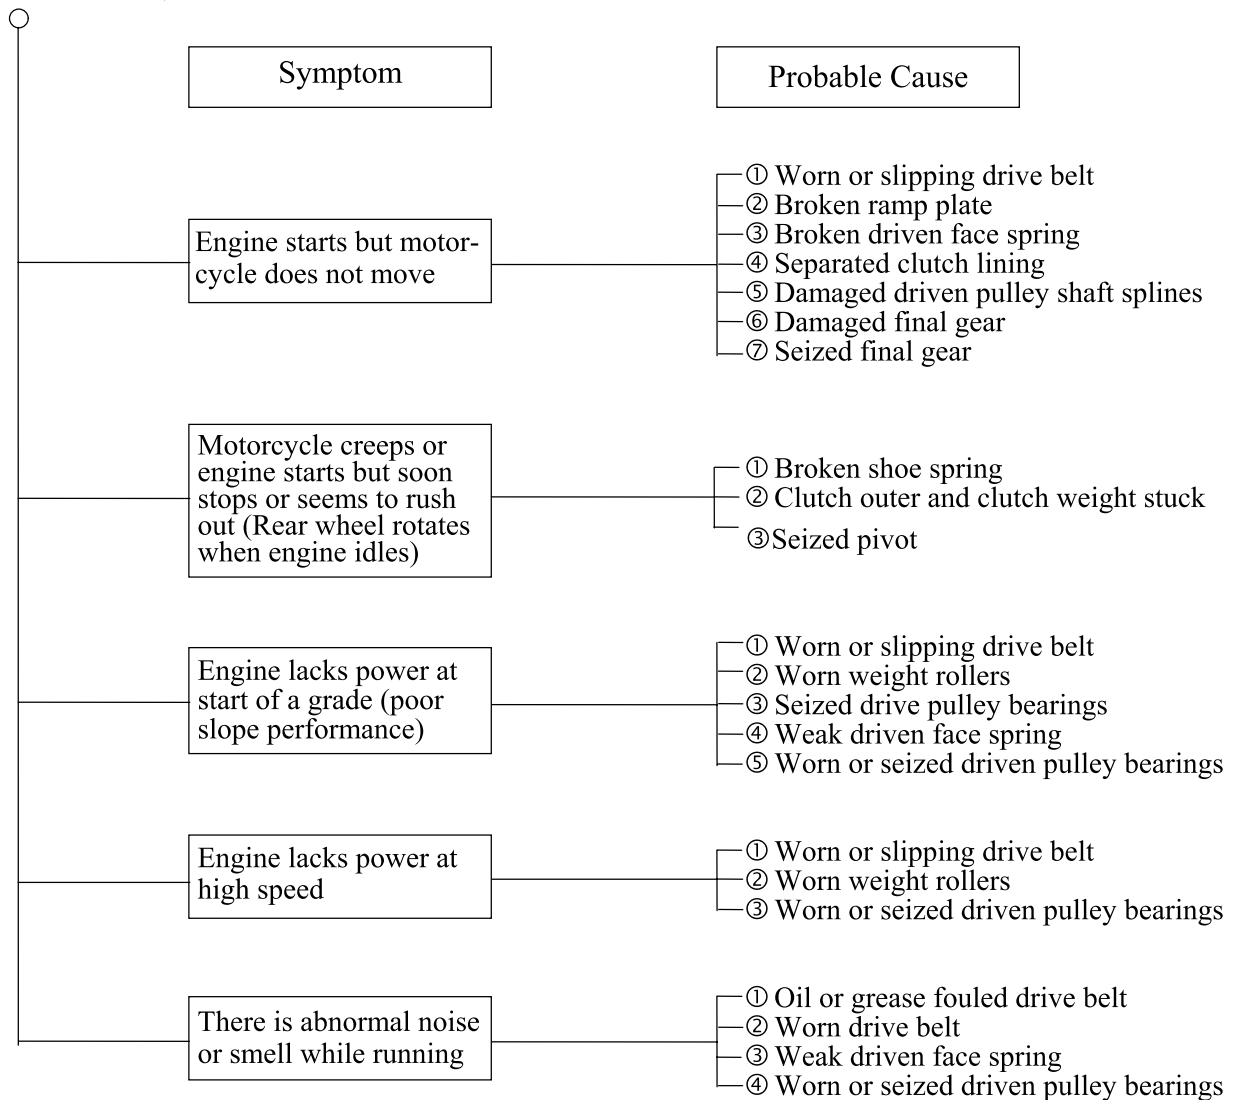 Symptom
Probable Cause
Engine starts but motor-
cycle does not move
① Worn or slipping drive belt
② Broken ramp plate
③ Broken driven face spring
④ Separated clutch lining
⑤ Damaged driven pulley shaft splines
⑥ Damaged final gear
⑦ Seized final gear
Motorcycle creeps or
engine starts but soon
stops or seems to rush
out (Rear wheel rotates
when engine idles)
① Broken shoe spring
② Clutch outer and clutch weight stuck
③Seized pivot
Engine lacks power at
start of a grade (poor
slope performance)
① Worn or slipping drive belt
② Worn weight rollers
③ Seized drive pulley bearings
④ Weak driven face spring
⑤ Worn or seized driven pulley bearings
Engine lacks power at
high speed
① Worn or slipping drive belt
② Worn weight rollers
③ Worn or seized driven pulley bearings
There is abnormal noise
or smell while running
① Oil or grease fouled drive belt
② Worn drive belt
③ Weak driven face spring
④ Worn or seized driven pulley bearings